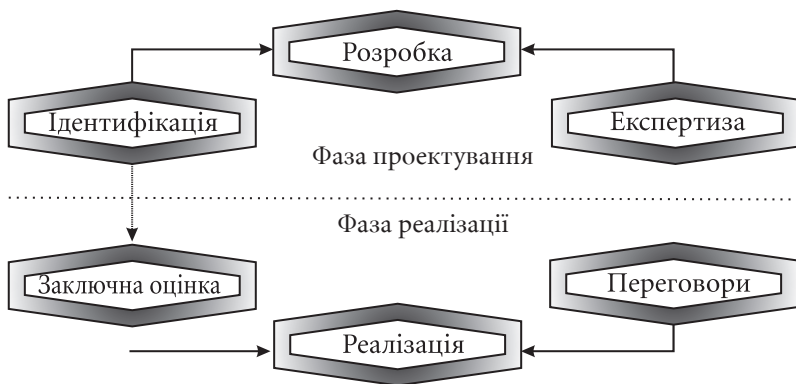 Розробка
Ідентифікація
Експертиза
Фаза проектування
Фаза реалізації
Заключна оцінка
Переговори
Реалізація